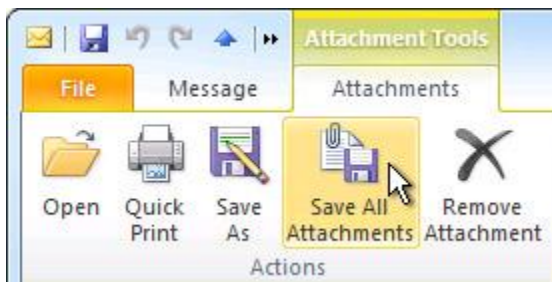 Attachment Tools
File Message Attachments
Open Quick Print Save As Save All Attachments Remove Attachment
Actions